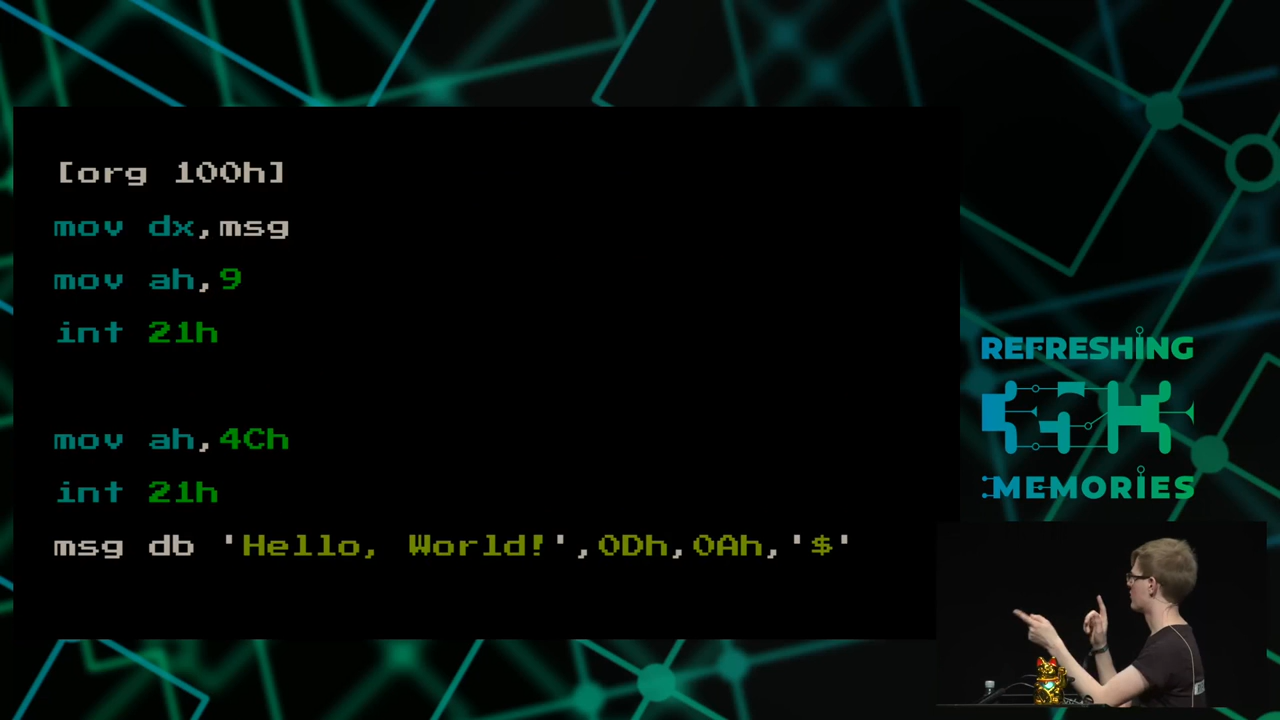 [org 100h]
mov dx,msg
mov ah,9
int 21h
mov ah,4Ch
int 21h
msg db 'Hello, World!',0Dh,0Ah,'$'
REFRESHING
35C3
MEMORIES